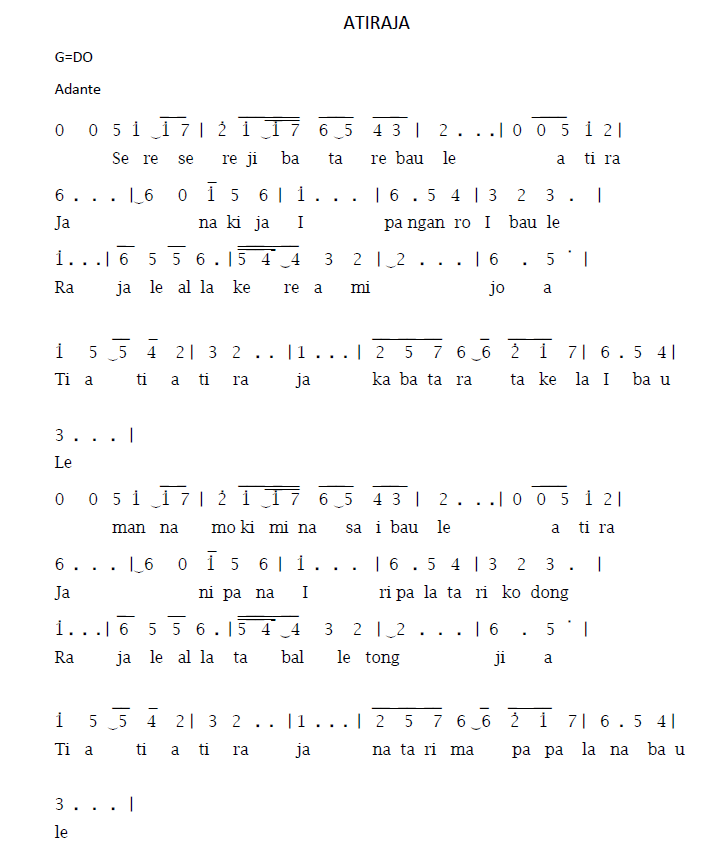 ATIRAJA
G=DO
Adante
0 0 5 i̇ i̇ 7 | 2̇ i̇ i̇ 7 6 5 4 3 | 2 . . . | 0 0 5 i̇ 2 |
Se re se re ji ba ta re bau le a ti ra
6 . . . | 6 0 i̇ 5 6 | i̇ . . . | 6 . 5 4 | 3 2 3 . |
Ja na ki ja I pa ngan ro I bau le
i̇ . . . | 6 5 5 6 . | 5 4 4 3 2 | 2 . . . | 6 . 5 . |
Ra ja le al la ke re a mi jo a
i̇ 5 5 4 2 | 3 2 . . | 1 . . . | 2 5 7 6 6 2̇ i̇ 7 | 6 . 5 4 |
Ti a ti a ti ra ja ka ba ta ra ta ke la I ba u
3 . . . |
Le
0 0 5 i̇ i̇ 7 | 2̇ i̇ i̇ 7 6 5 4 3 | 2 . . . | 0 0 5 i̇ 2 |
man na mo ki mi na sa i bau le a ti ra
6 . . . | 6 0 i̇ 5 6 | i̇ . . . | 6 . 5 4 | 3 2 3 . |
Ja ni pa na I ri pa la ta ri ko dong
i̇ . . . | 6 5 5 6 . | 5 4 4 3 2 | 2 . . . | 6 . 5 . |
Ra ja le al la ta bal le tong ji a
i̇ 5 5 4 2 | 3 2 . . | 1 . . . | 2 5 7 6 6 2̇ i̇ 7 | 6 . 5 4 |
Ti a ti a ti ra ja na ta ri ma pa pa la na ba u
3 . . . |
le